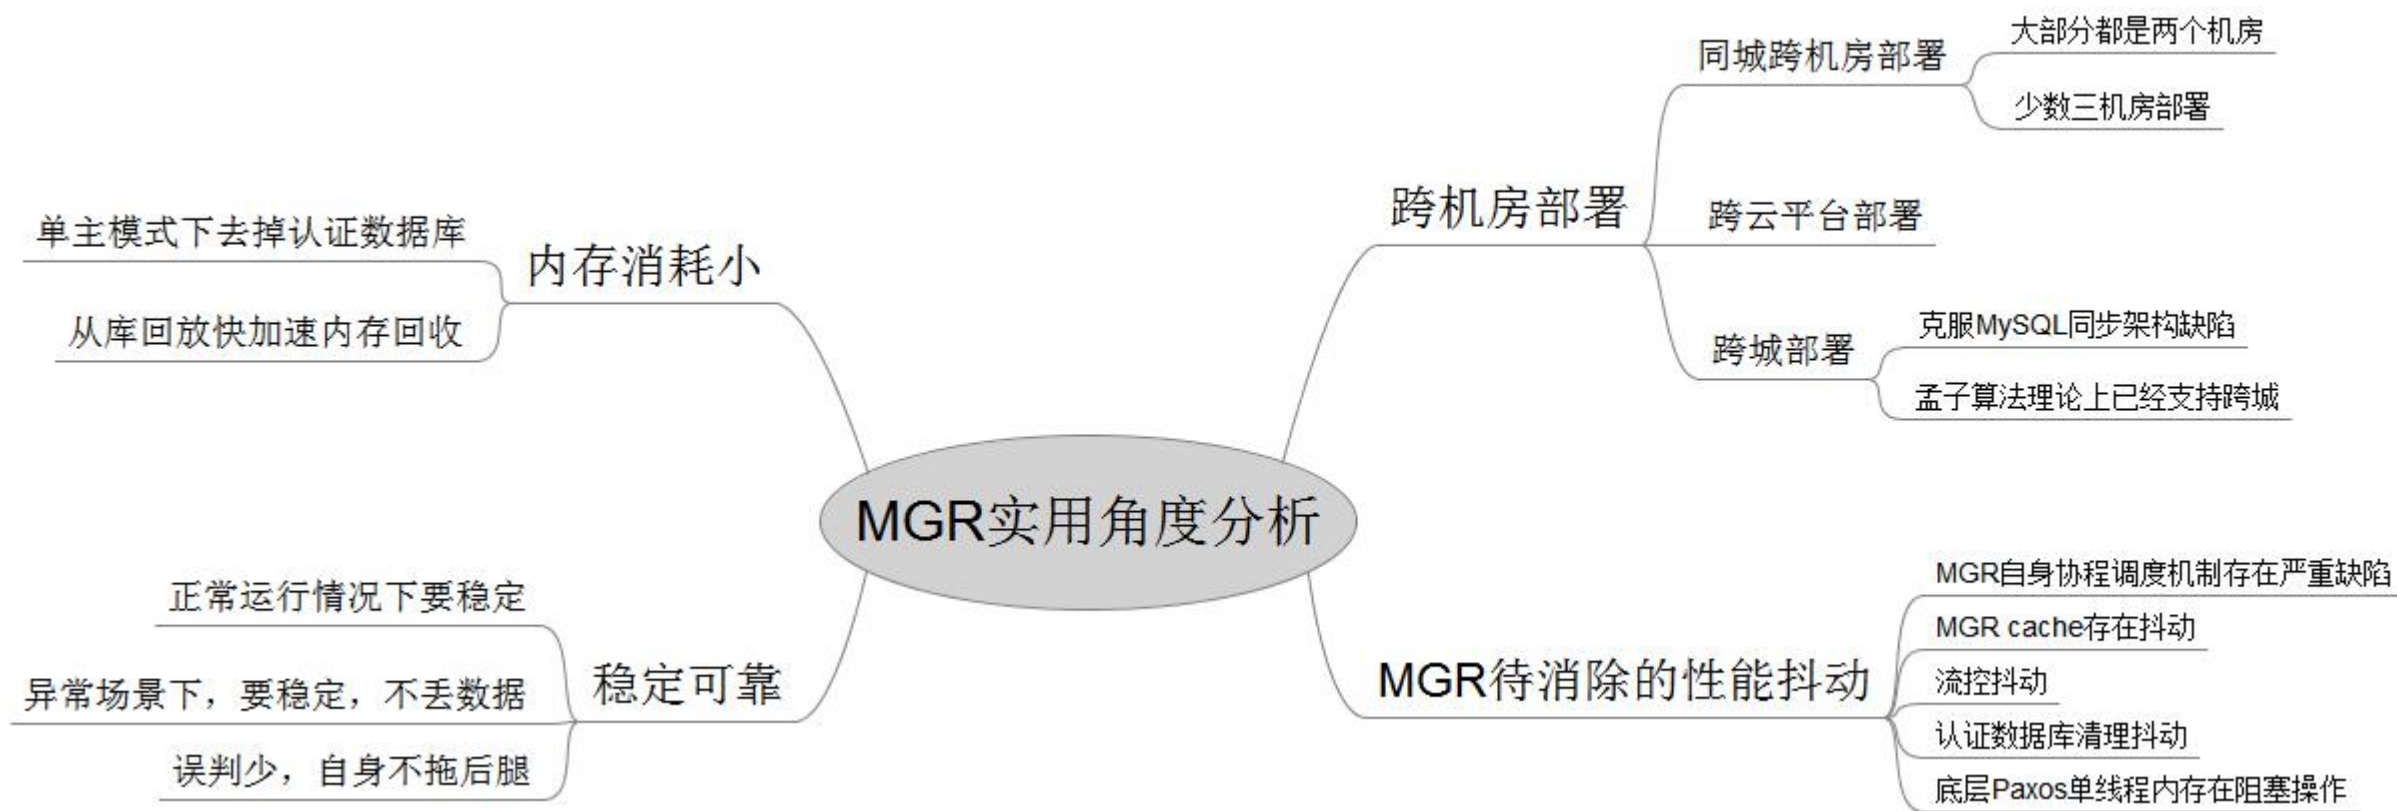 MGR实用角度分析
跨机房部署
同城跨机房部署
大部分都是两个机房
少数三机房部署
跨云平台部署
跨城部署
克服MySQL同步架构缺陷
孟子算法理论上已经支持跨城
MGR待消除的性能抖动
MGR自身协程调度机制存在严重缺陷
MGR cache存在抖动
流控抖动
认证数据库清理抖动
底层Paxos单线程内存在阻塞操作
内存消耗小
单主模式下去掉认证数据库
从库回放快加速内存回收
稳定可靠
正常运行情况下要稳定
异常场景下，要稳定，不丢数据
误判少，自身不拖后腿